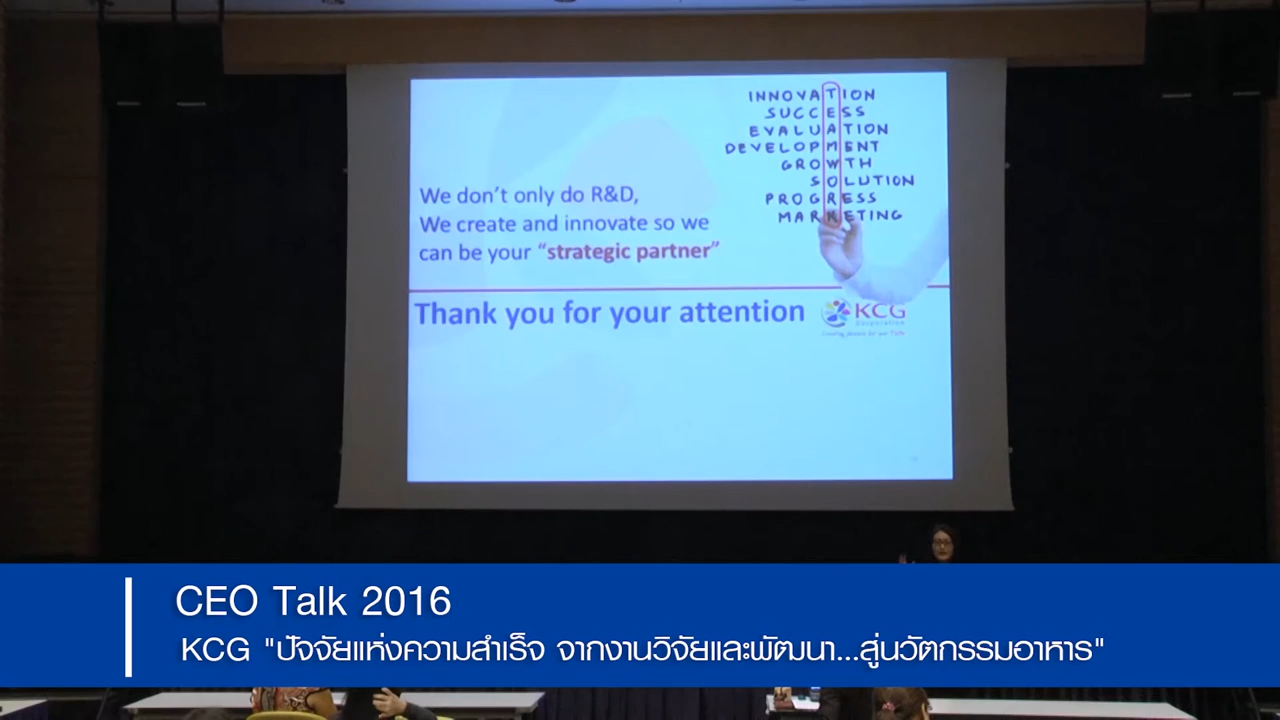 INNOVATION
SUCCESS
EVALUATION
DEVELOPMENT
GROWTH
SOLUTION
PROGRESS
MARKETING
We don't only do R&D,
We create and innovate so we
can be your “strategic partner”
Thank you for your attention
KCG
Corporation
CEO Talk 2016
KCG "ปัจจัยแห่งความสำเร็จ จากงานวิจัยและพัฒนา...สู่นวัตกรรมอาหาร"